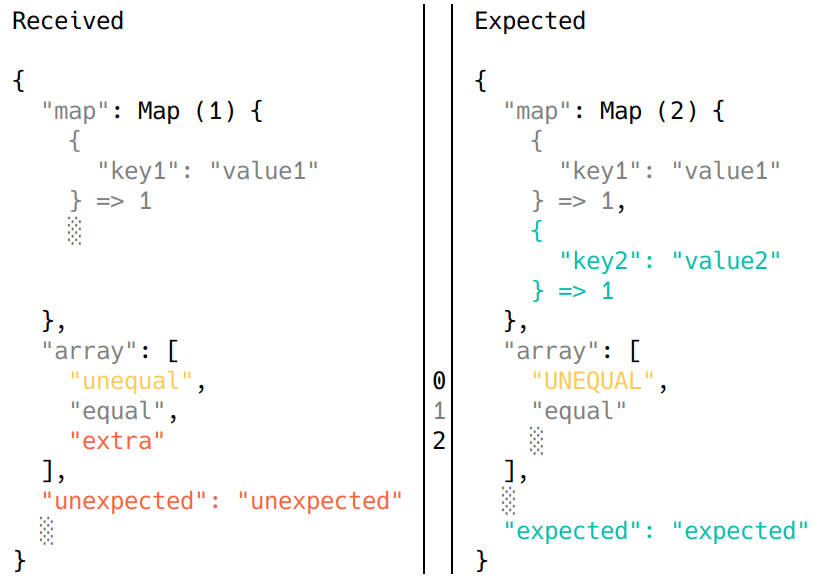 Received
{
  "map": Map (1) {
    {
      "key1": "value1"
    } => 1
    ░
  },
  "array": [
    "unequal",
    "equal",
    "extra"
  ],
  "unexpected": "unexpected"
  ░
}
0
1
2
Expected
{
  "map": Map (2) {
    {
      "key1": "value1"
    } => 1,
    {
      "key2": "value2"
    } => 1
  },
  "array": [
    "UNEQUAL",
    "equal"
    ░
  ],
  ░
  "expected": "expected"
}